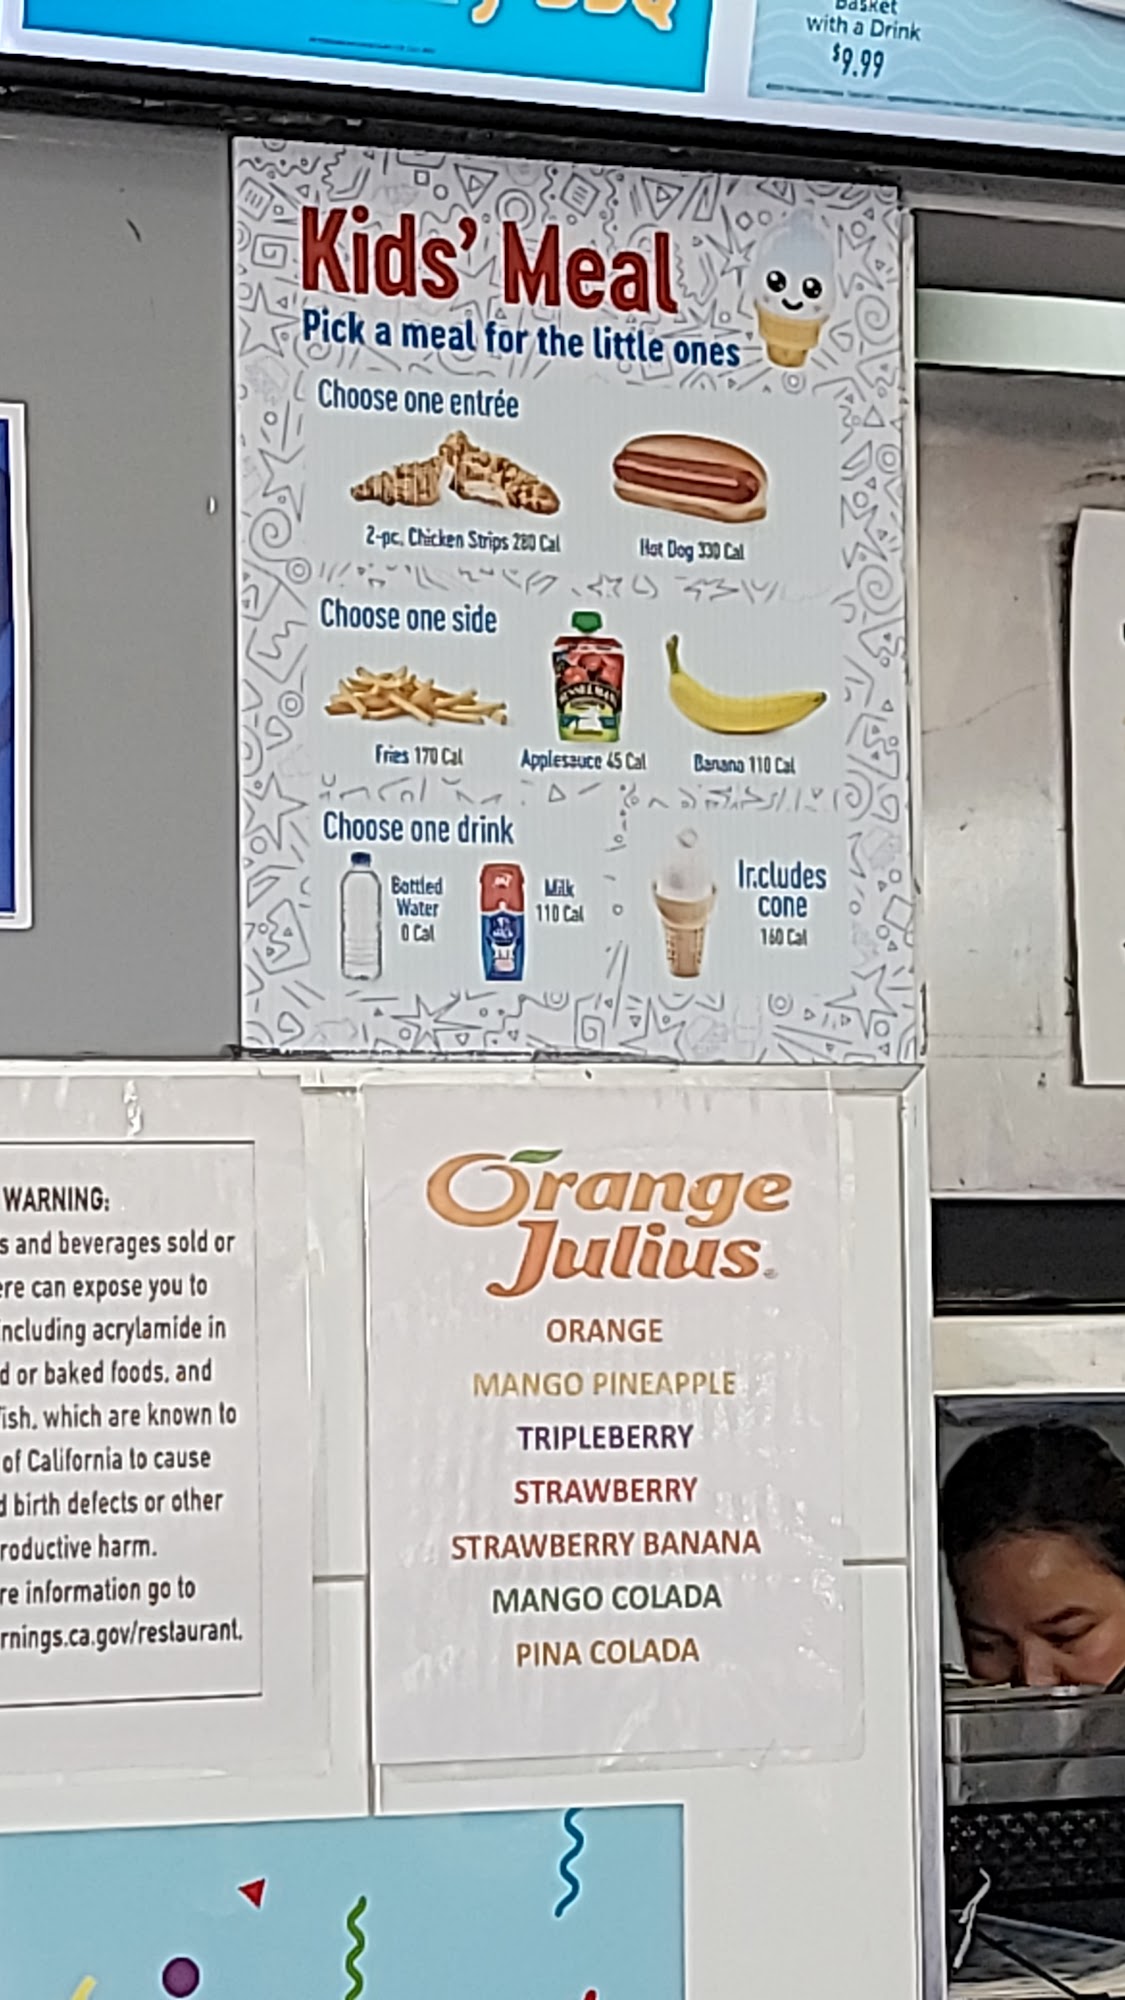 BBQ
Basket
with a Drink
$9.99
Kids' Meal
Pick a meal for the little ones
Choose one entrée
2-pc. Chicken Strips 280 Cal
Hot Dog 330 Cal
Choose one side
Fries 170 Cal
Applesauce 45 Cal
Banana 110 Cal
Choose one drink
Bottled
Water
0 Cal
Milk
110 Cal
Includes
cone
160 Cal
WARNING:
s and beverages sold or
ere can expose you to
including acrylamide in
d or baked foods, and
fish, which are known to
of California to cause
d birth defects or other
roductive harm.
re information go to
rnings.ca.gov/restaurant.
Orange
Julius®
ORANGE
MANGO PINEAPPLE
TRIPLEBERRY
STRAWBERRY
STRAWBERRY BANANA
MANGO COLADA
PINA COLADA